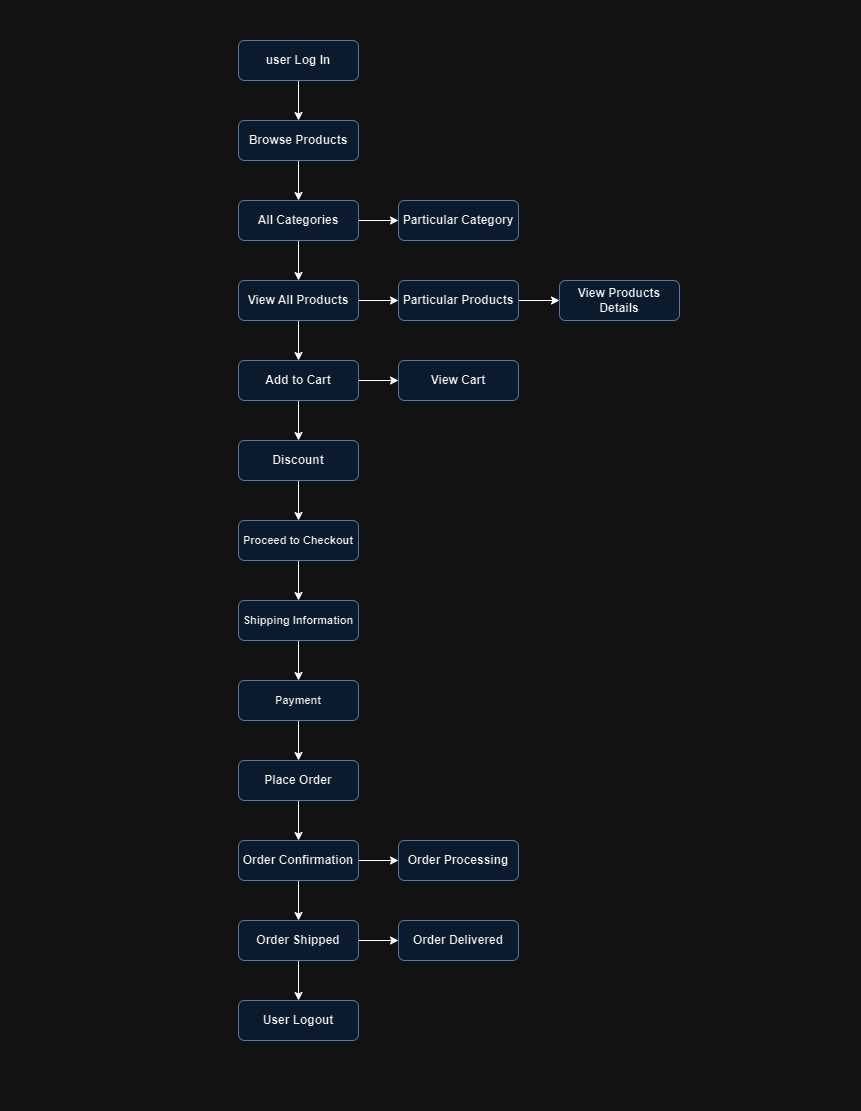 user Log In
Browse Products
All Categories
Particular Category
View All Products
Particular Products
View Products
Details
Add to Cart
View Cart
Discount
Proceed to Checkout
Shipping Information
Payment
Place Order
Order Confirmation
Order Processing
Order Shipped
Order Delivered
User Logout